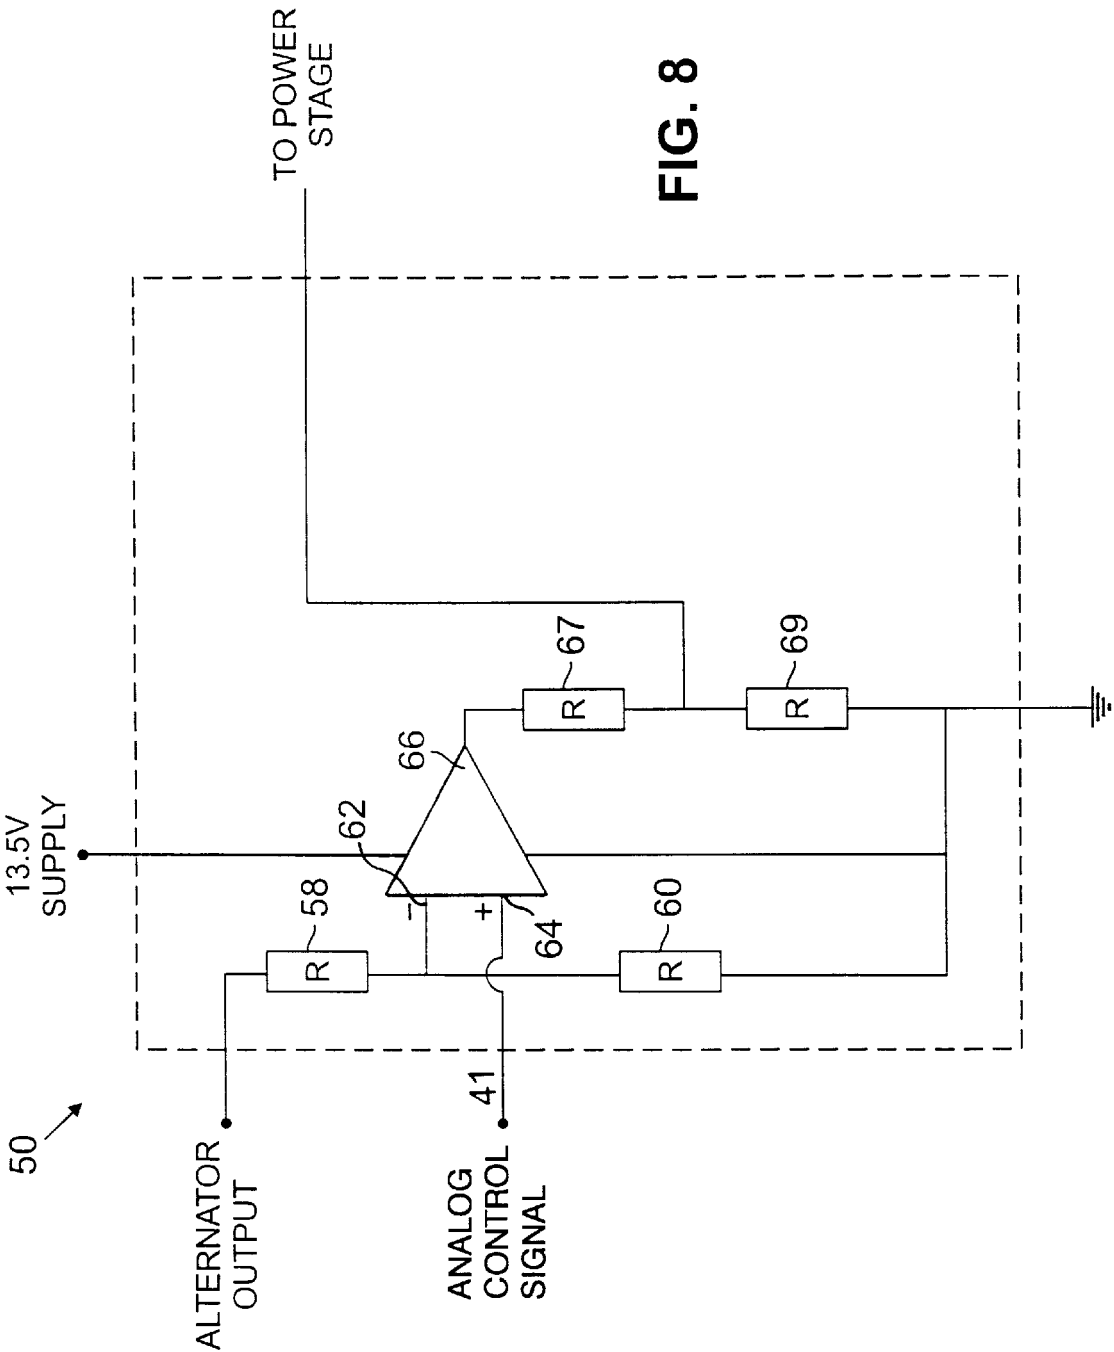 50
13.5V
SUPPLY
ALTERNATOR
OUTPUT
R
58
62
66
TO POWER
STAGE
-
+
64
ANALOG
CONTROL
SIGNAL
41
R
60
R
67
R
69
FIG. 8